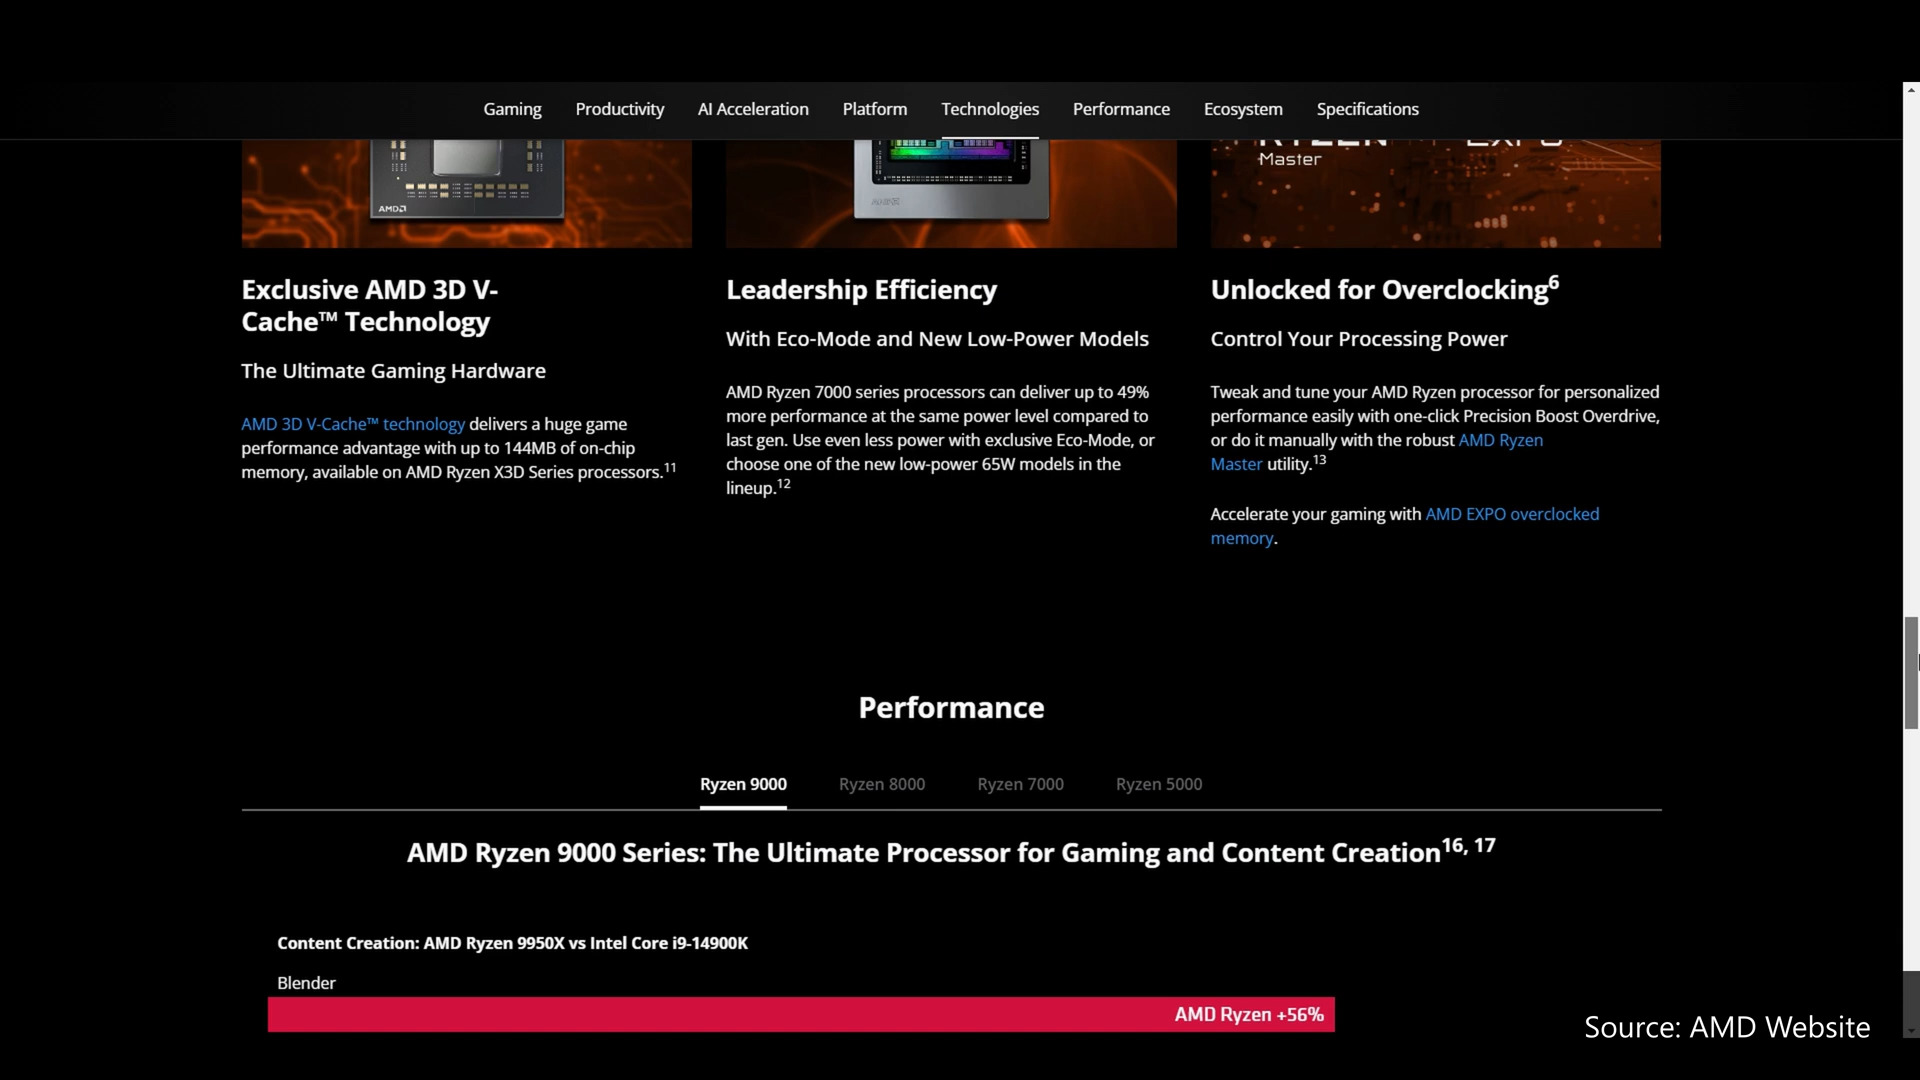 Gaming Productivity AI Acceleration Platform Technologies Performance Ecosystem Specifications
AMD
Master
Exclusive AMD 3D V-
Cache™ Technology
The Ultimate Gaming Hardware
AMD 3D V-Cache™ technology delivers a huge game
performance advantage with up to 144MB of on-chip
memory, available on AMD Ryzen X3D Series processors.11
Leadership Efficiency
With Eco-Mode and New Low-Power Models
AMD Ryzen 7000 series processors can deliver up to 49%
more performance at the same power level compared to
last gen. Use even less power with exclusive Eco-Mode, or
choose one of the new low-power 65W models in the
lineup.12
Unlocked for Overclocking6
Control Your Processing Power
Tweak and tune your AMD Ryzen processor for personalized
performance easily with one-click Precision Boost Overdrive,
or do it manually with the robust AMD Ryzen
Master utility.13
Accelerate your gaming with AMD EXPO overclocked
memory.
Performance
Ryzen 9000 Ryzen 8000 Ryzen 7000 Ryzen 5000
AMD Ryzen 9000 Series: The Ultimate Processor for Gaming and Content Creation16, 17
Content Creation: AMD Ryzen 9950X vs Intel Core i9-14900K
Blender
AMD Ryzen +56%
Source: AMD Website